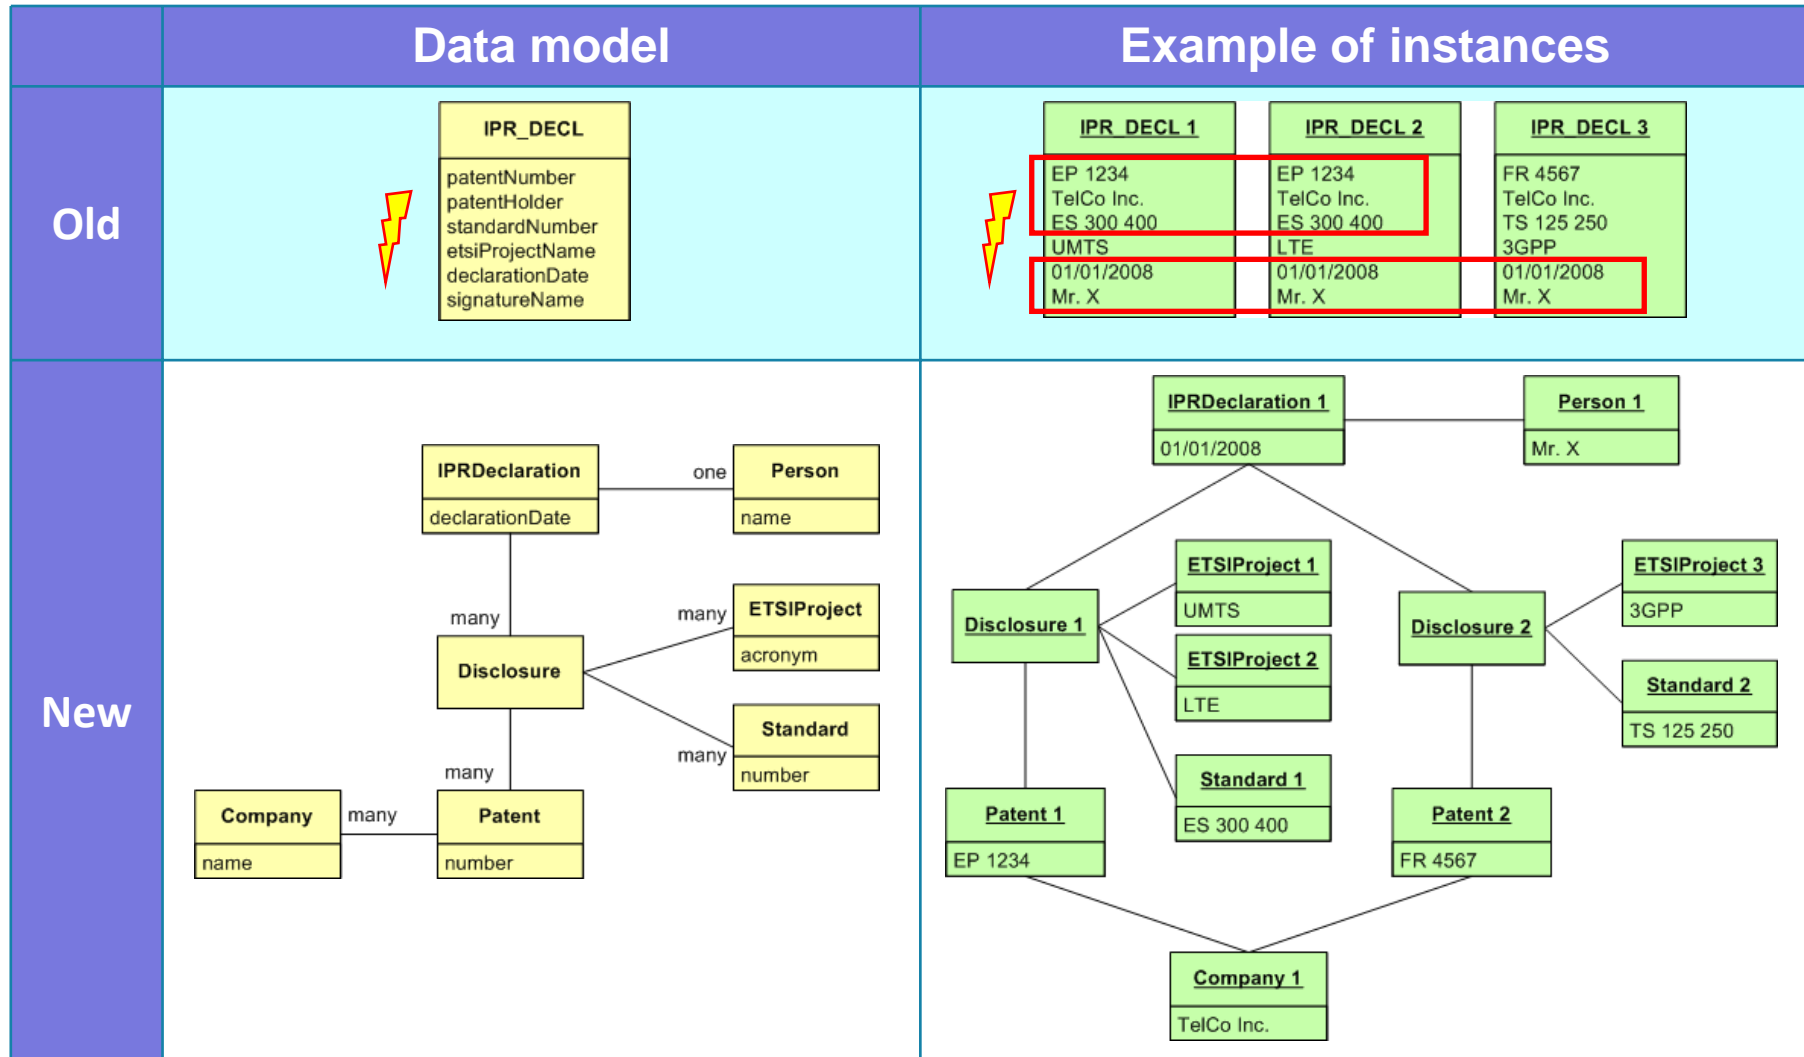 Data model
Example of instances
Old
IPR_DECL
patentNumber
patentHolder
standardNumber
etsiProjectName
declarationDate
signatureName
IPR_DECL 1
EP 1234
TelCo Inc.
ES 300 400
UMTS
01/01/2008
Mr. X
IPR_DECL 2
EP 1234
TelCo Inc.
ES 300 400
LTE
01/01/2008
Mr. X
IPR_DECL 3
FR 4567
TelCo Inc.
TS 125 250
3GPP
01/01/2008
Mr. X
New
IPRDeclaration
declarationDate
one
Person
name
many
many
ETSIProject
acronym
Disclosure
many
Standard
number
many
Company
name
many
Patent
number
IPRDeclaration 1
01/01/2008
Person 1
Mr. X
Disclosure 1
ETSIProject 1
UMTS
ETSIProject 2
LTE
Standard 1
ES 300 400
Disclosure 2
ETSIProject 3
3GPP
Standard 2
TS 125 250
Patent 1
EP 1234
Patent 2
FR 4567
Company 1
TelCo Inc.